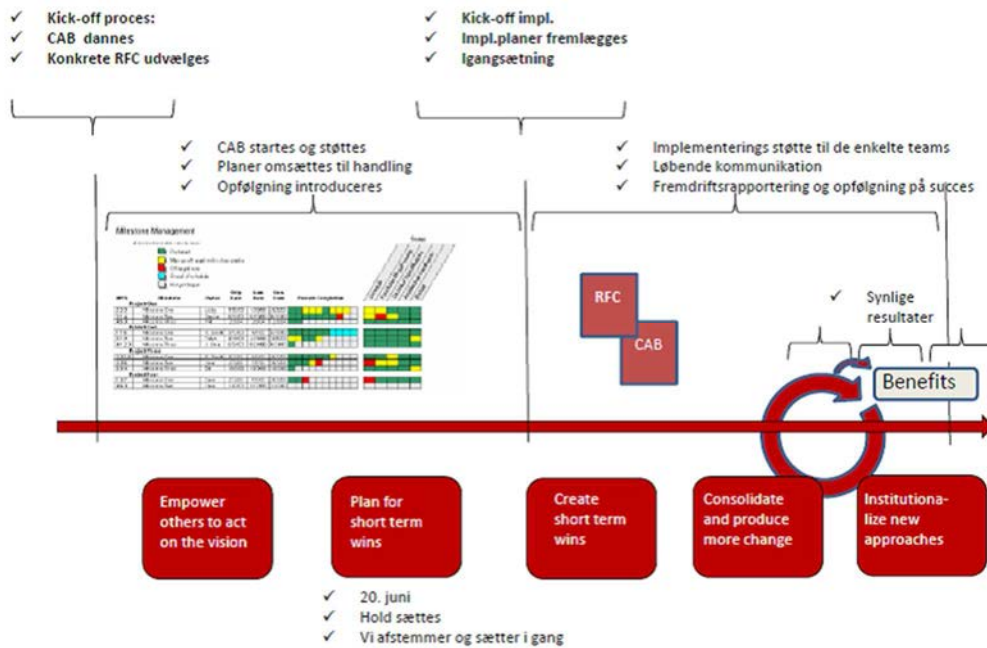 Kick-off proces:
CAB dannes
Konkrete RFC udvælges
Kick-off impl.
Impl.planer fremlægges
Igangsætning
CAB startes og støttes
Planer omsættes til handling
Opfølgning introduceres
Implementerings støtte til de enkelte teams
Løbende kommunikation
Fremdriftsrapportering og opfølgning på succes
Milestone Management
RFC
CAB
Synlige
resultater
Benefits
Empower
others to act
on the vision
Plan for
short term
wins
Create
short term
wins
Consolidate
and produce
more change
Instituciona-
lize new
approaches
20. juni
Hold sættes
Vi afstemmer og sætter i gang